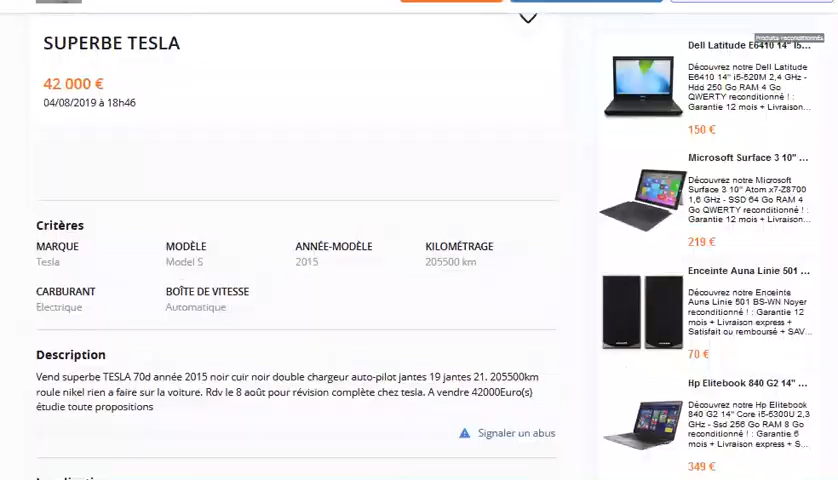 SUPERBE TESLA
42 000 €
04/08/2019 à 18h46
Critères
MARQUE MODÈLE ANNÉE-MODÈLE KILOMÉTRAGE
Tesla Model S 2015 205500 km
CARBURANT BOÎTE DE VITESSE
Electrique Automatique
Description
Vend superbe TESLA 70d année 2015 noir cuir noir double chargeur auto-pilot jantes 19 jantes 21. 205500km
roule nikel rien a faire sur la voiture. Rdv le 8 août pour révision complète chez tesla. A vendre 42000Euro(s)
étudie toute propositions
Signaler un abus
Produits reconditionnés
Dell Latitude E6410 14" i5...
Découvrez notre Dell Latitude
E6410 14" i5-520M 2,4 GHz -
Hdd 250 Go RAM 4 Go
QWERTY reconditionné ! :
Garantie 12 mois + Livraison...
150 €
Microsoft Surface 3 10" ...
Découvrez notre Microsoft
Surface 3 10" Atom x7-Z8700
1,6 GHz - SSD 64 Go RAM 4
Go QWERTY reconditionné ! :
Garantie 12 mois + Livraison...
219 €
Enceinte Auna Linie 501 ...
Découvrez notre Enceinte
Auna Linie 501 BS-WN Noyer
reconditionné ! : Garantie 12
mois + Livraison express +
Satisfait ou remboursé + SAV...
70 €
Hp Elitebook 840 G2 14" ...
Découvrez notre Hp Elitebook
840 G2 14" Core i5-5300U 2,3
GHz - Ssd 256 Go RAM 8 Go
reconditionné ! : Garantie 6
mois + Livraison express + S...
349 €